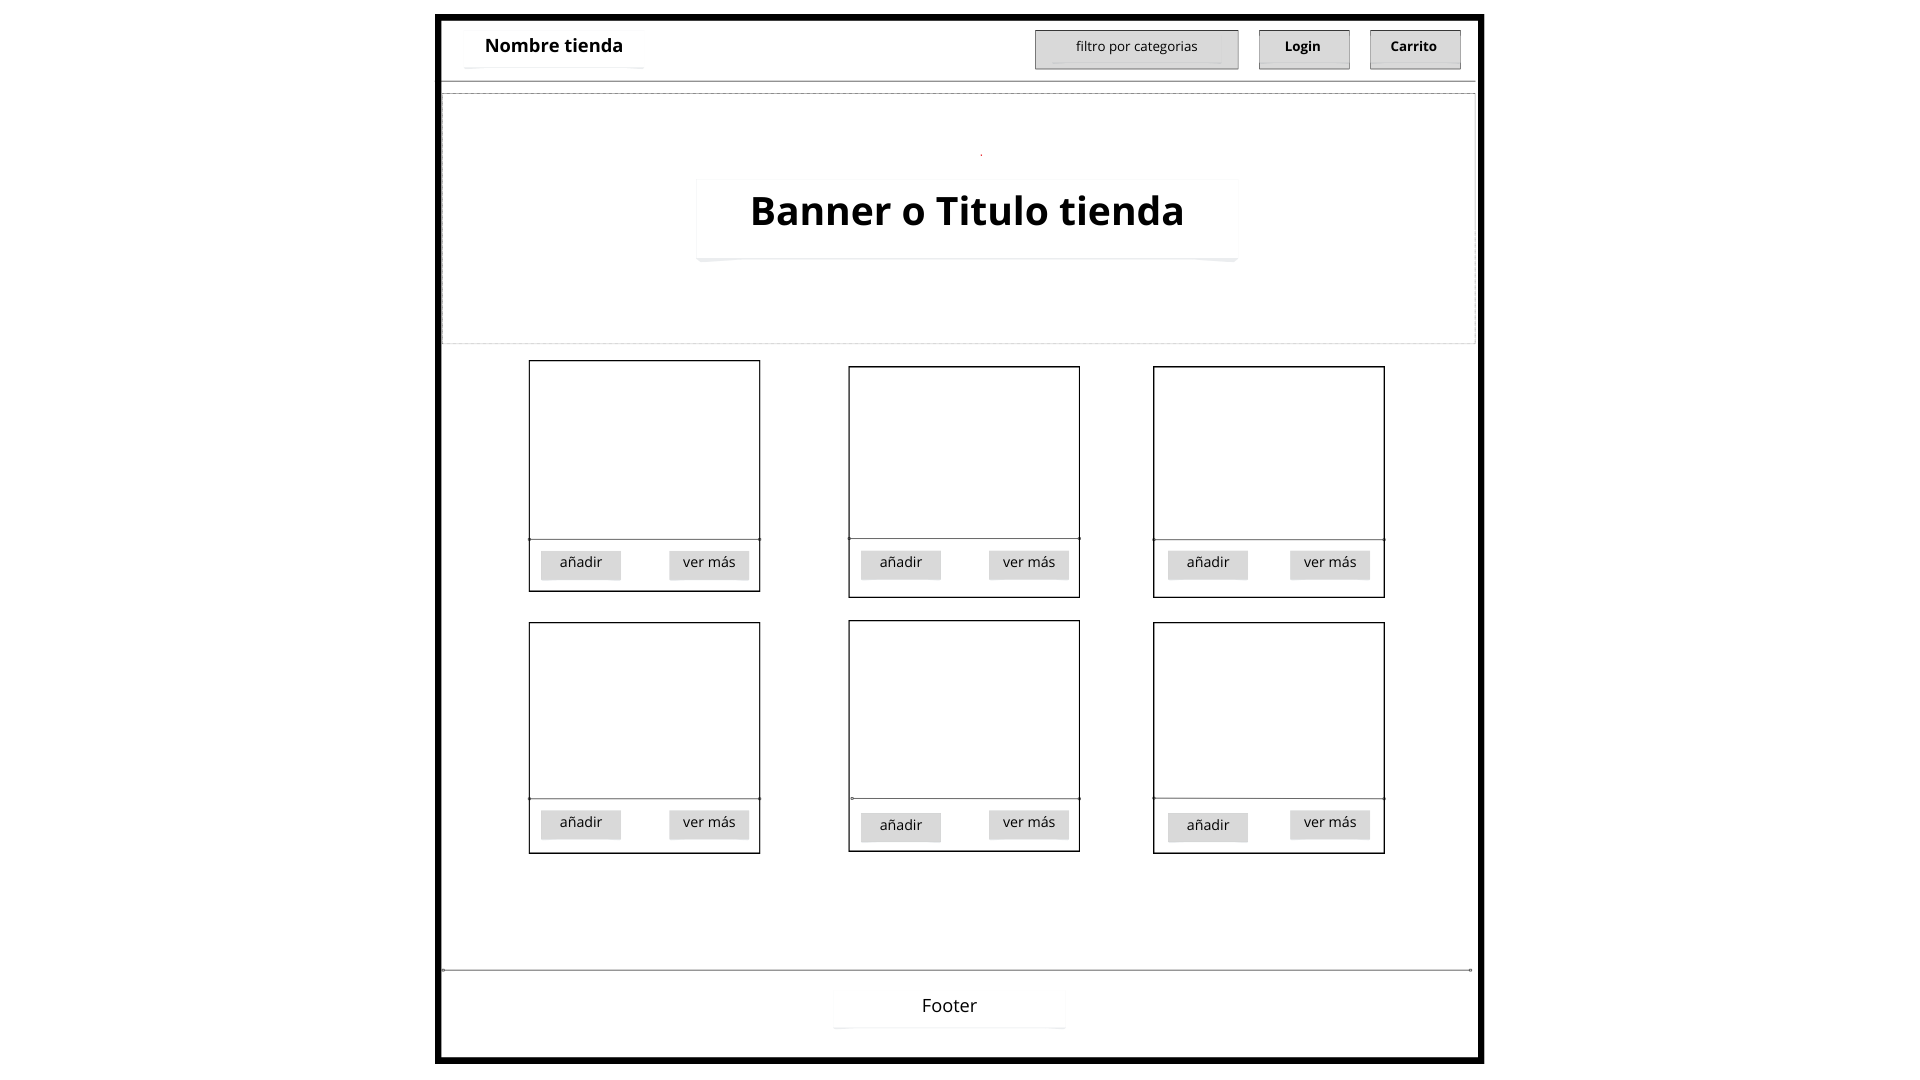 Nombre tienda
filtro por categorias
Login
Carrito
Banner o Titulo tienda
añadir
ver más
añadir
ver más
añadir
ver más
añadir
ver más
añadir
ver más
añadir
ver más
Footer